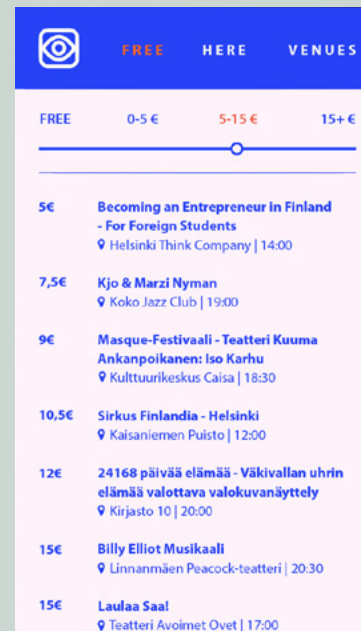 FREE HERE VENUES
FREE 0-5 € 5-15 € 15+ €
5€ Becoming an Entrepreneur in Finland
- For Foreign Students
Helsinki Think Company | 14:00
7,5€ Kjo & Marzi Nyman
Koko Jazz Club | 19:00
9€ Masque-Festivaali - Teatteri Kuuma
Ankanpoikanen: Iso Karhu
Kulttuurikeskus Caisa | 18:30
10,5€ Sirkus Finlandia - Helsinki
Kaisaniemen Puisto | 12:00
12€ 24168 päivää elämää - Väkivallan uhrin
elämää valottava valokuvanäyttely
Kirjasto 10 | 20:00
15€ Billy Elliot Musikaali
Linnanmäen Peacock-teatteri | 20:30
15€ Laulaa Saa!
Teatteri Avoimet Ovet | 17:00